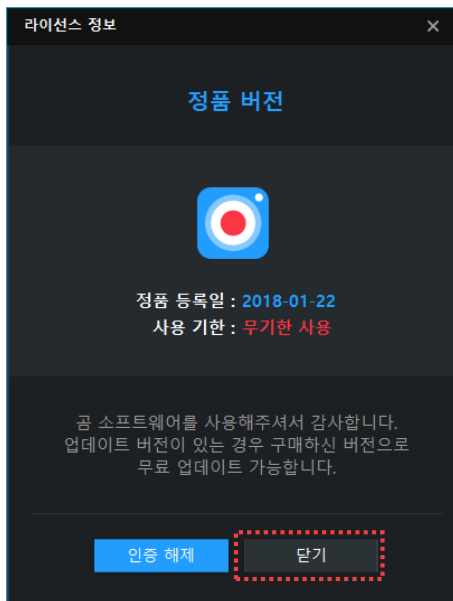 라이선스 정보
정품 버전
정품 등록일 : 2018-01-22
사용 기한 : 무기한 사용
곰 소프트웨어를 사용해주셔서 감사합니다.
업데이트 버전이 있는 경우 구매하신 버전으로
무료 업데이트 가능합니다.
인증 해제
닫기